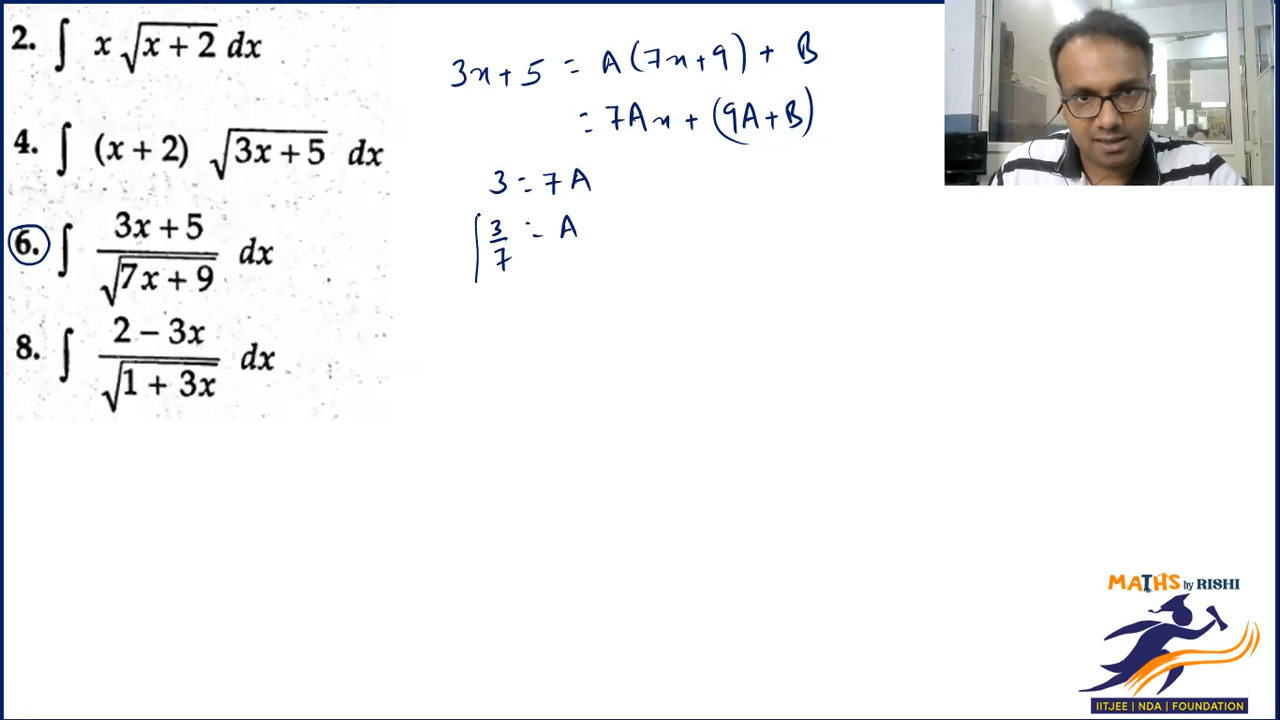 2. ∫ x √(x + 2) dx
4. ∫ (x + 2) √(3x + 5) dx
6. ∫ (3x + 5)/√(7x + 9) dx
8. ∫ (2 – 3x)/√(1 + 3x) dx
3x + 5 = A(7x+9) + B
= 7Ax + (9A+B)
3 = 7A
3/7 = A
MATHS by RISHI
IITJEE | NDA | FOUNDATION